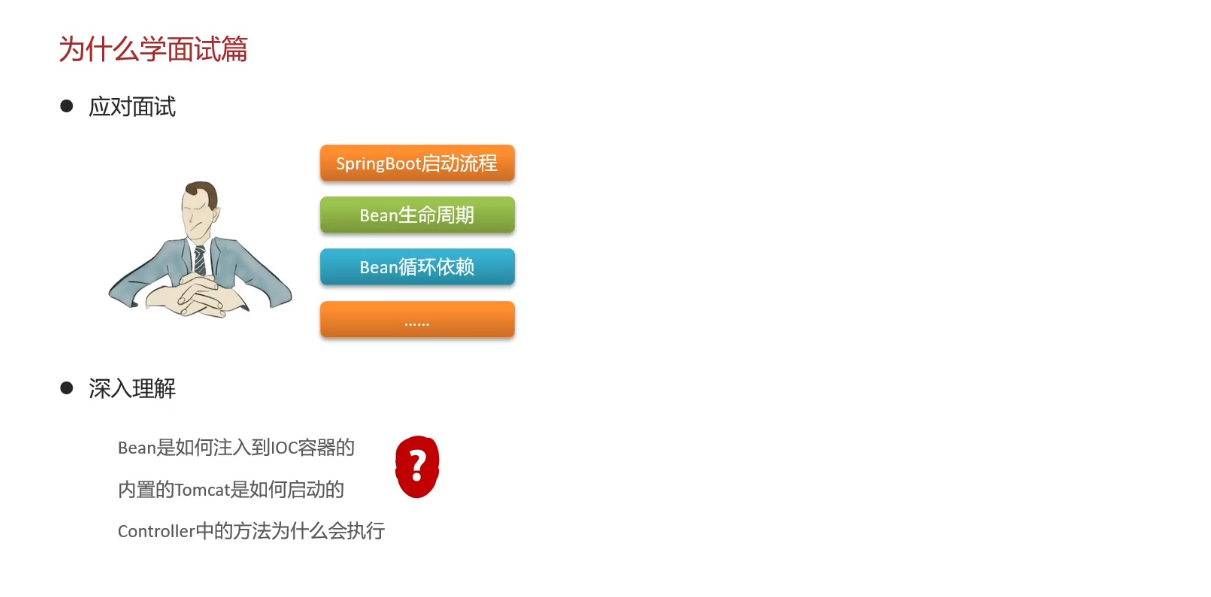 为什么学面试篇
● 应对面试
SpringBoot启动流程
Bean生命周期
Bean循环依赖
......
● 深入理解
Bean是如何注入到IOC容器的
?
内置的Tomcat是如何启动的
Controller中的方法为什么会执行